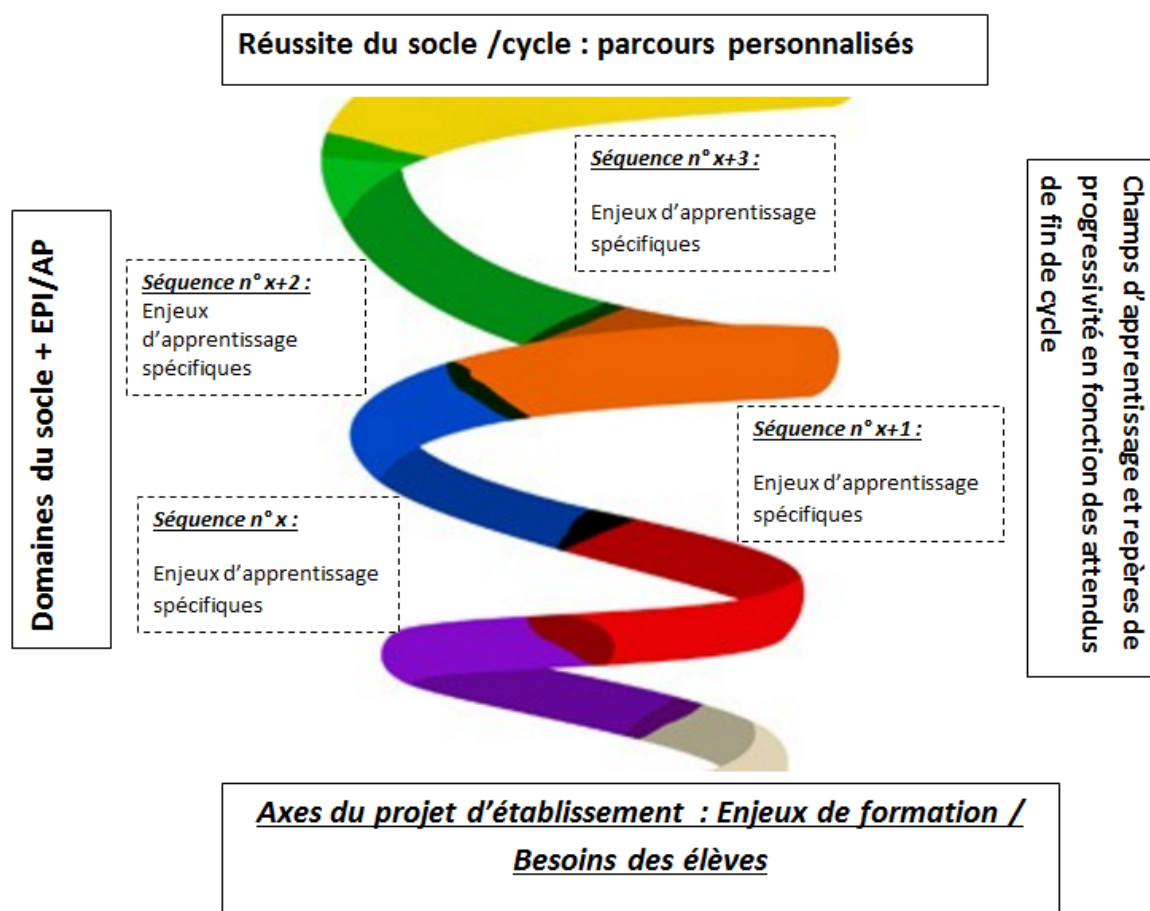 Réussite du socle /cycle : parcours personnalisés
Séquence n° x+3 :
Enjeux d’apprentissage
spécifiques
Séquence n° x+2 :
Enjeux
d’apprentissage
spécifiques
Séquence n° x+1 :
Enjeux d’apprentissage
spécifiques
Séquence n° x :
Enjeux d’apprentissage
spécifiques
Domaines du socle + EPI/AP
Champs d’apprentissage et repères de
progressivité en fonction des attendus
de fin de cycle
Axes du projet d’établissement : Enjeux de formation /
Besoins des élèves